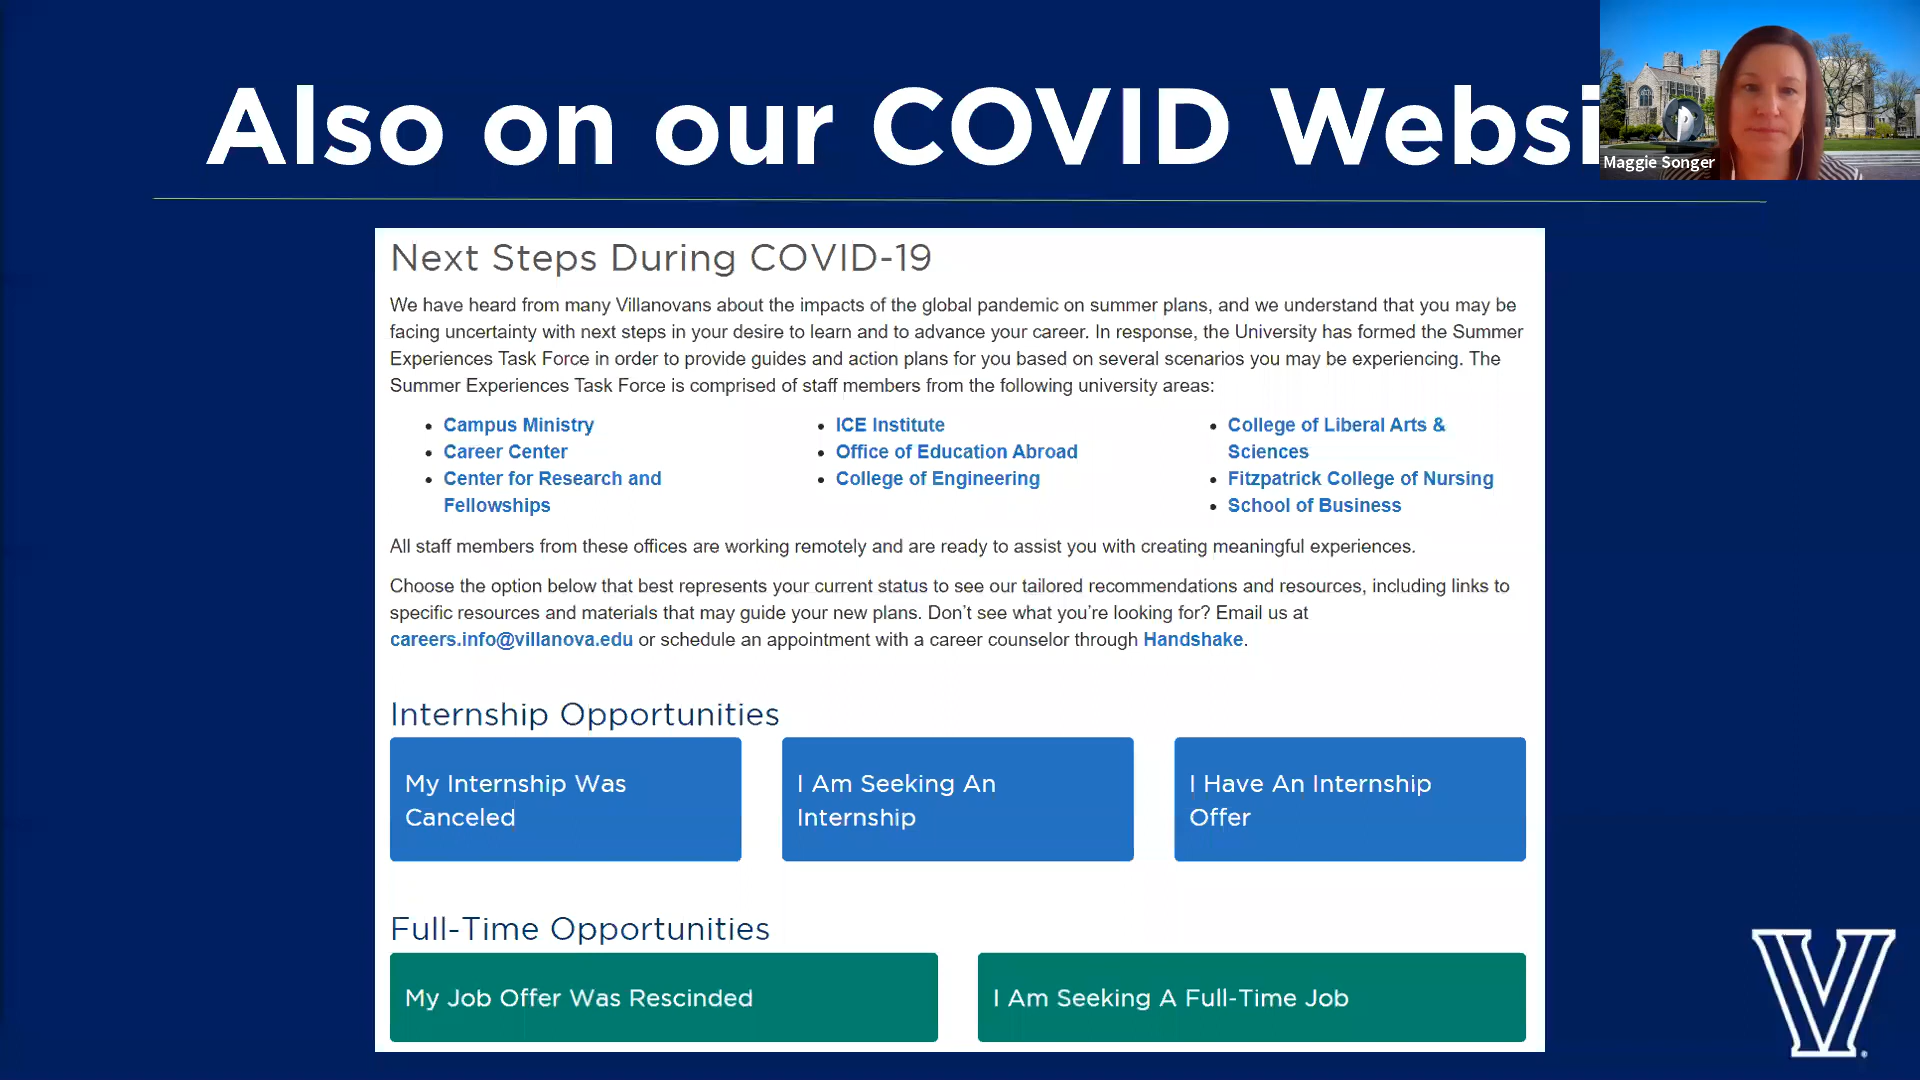 Also on our COVID Websi
Maggie Songer
Next Steps During COVID-19
We have heard from many Villanovans about the impacts of the global pandemic on summer plans, and we understand that you may be
facing uncertainty with next steps in your desire to learn and to advance your career. In response, the University has formed the Summer
Experiences Task Force in order to provide guides and action plans for you based on several scenarios you may be experiencing. The
Summer Experiences Task Force is comprised of staff members from the following university areas:
• Campus Ministry
• Career Center
• Center for Research and
Fellowships
• ICE Institute
• Office of Education Abroad
• College of Engineering
• College of Liberal Arts &
Sciences
• Fitzpatrick College of Nursing
• School of Business
All staff members from these offices are working remotely and are ready to assist you with creating meaningful experiences.
Choose the option below that best represents your current status to see our tailored recommendations and resources, including links to
specific resources and materials that may guide your new plans. Don't see what you're looking for? Email us at
careers.info@villanova.edu or schedule an appointment with a career counselor through Handshake.
Internship Opportunities
My Internship Was
Canceled
I Am Seeking An
Internship
I Have An Internship
Offer
Full-Time Opportunities
My Job Offer Was Rescinded
I Am Seeking A Full-Time Job
V